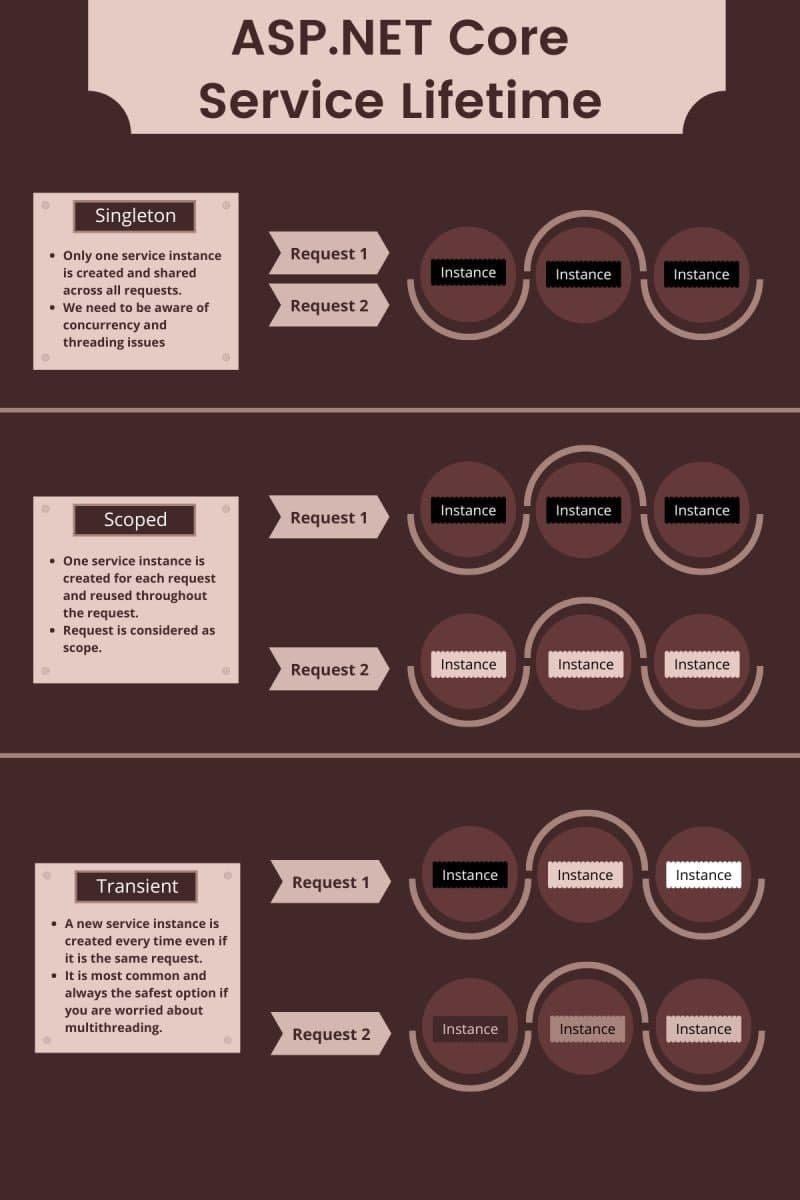 ASP.NET Core
Service Lifetime
Singleton
• Only one service instance
is created and shared
across all requests.
• We need to be aware of
concurrency and
threading issues
Request 1
Request 2
Instance
Instance
Instance
Scoped
• One service instance is
created for each request
and reused throughout
the request.
• Request is considered as
scope.
Request 1
Instance
Instance
Instance
Request 2
Instance
Instance
Instance
Transient
• A new service instance is
created every time even if
it is the same request.
• It is most common and
always the safest option if
you are worried about
multithreading.
Request 1
Instance
Instance
Instance
Request 2
Instance
Instance
Instance